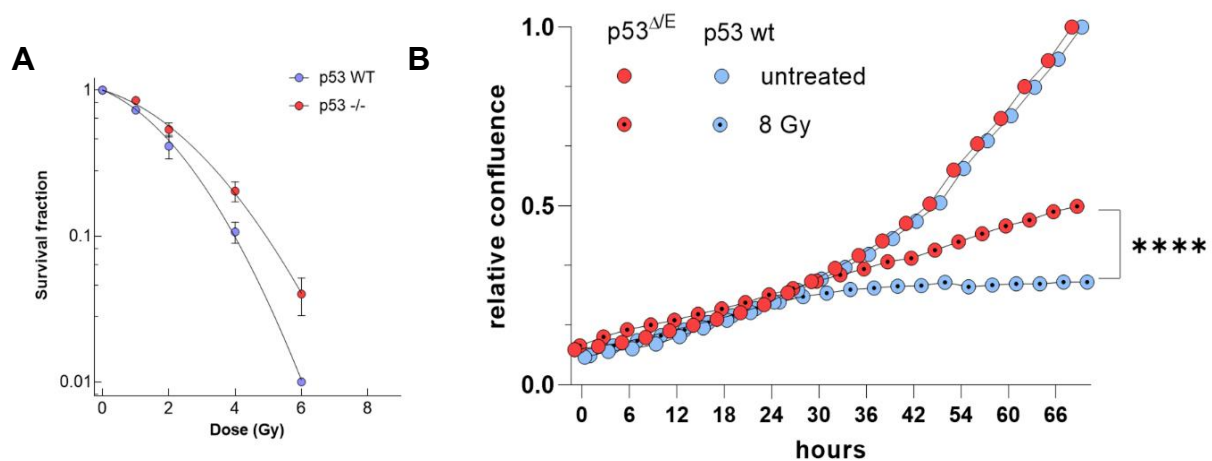 A
p53 WT
p53 -/-
1
0.1
0.01
Survival fraction
0 2 4 6 8
Dose (Gy)
B
p53Δ/E p53 wt
untreated
8 Gy
1.0
0.5
0.0
relative confluence
****
0 6 12 18 24 30 36 42 54 60 66
hours